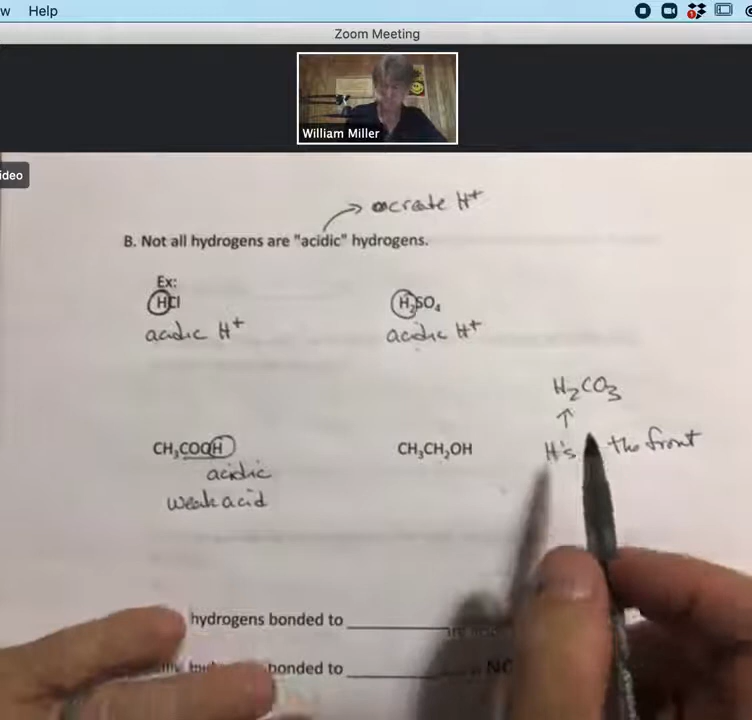 w Help
Zoom Meeting
William Miller
ideo
create H⁺
B. Not all hydrogens are "acidic" hydrogens.
Ex:
HCl
H₂SO₄
acidic H⁺
acidic H⁺
H₂CO₃
CH₃COOH
CH₃CH₂OH
H's the front
acidic
weak acid
hydrogens bonded to
bonded to